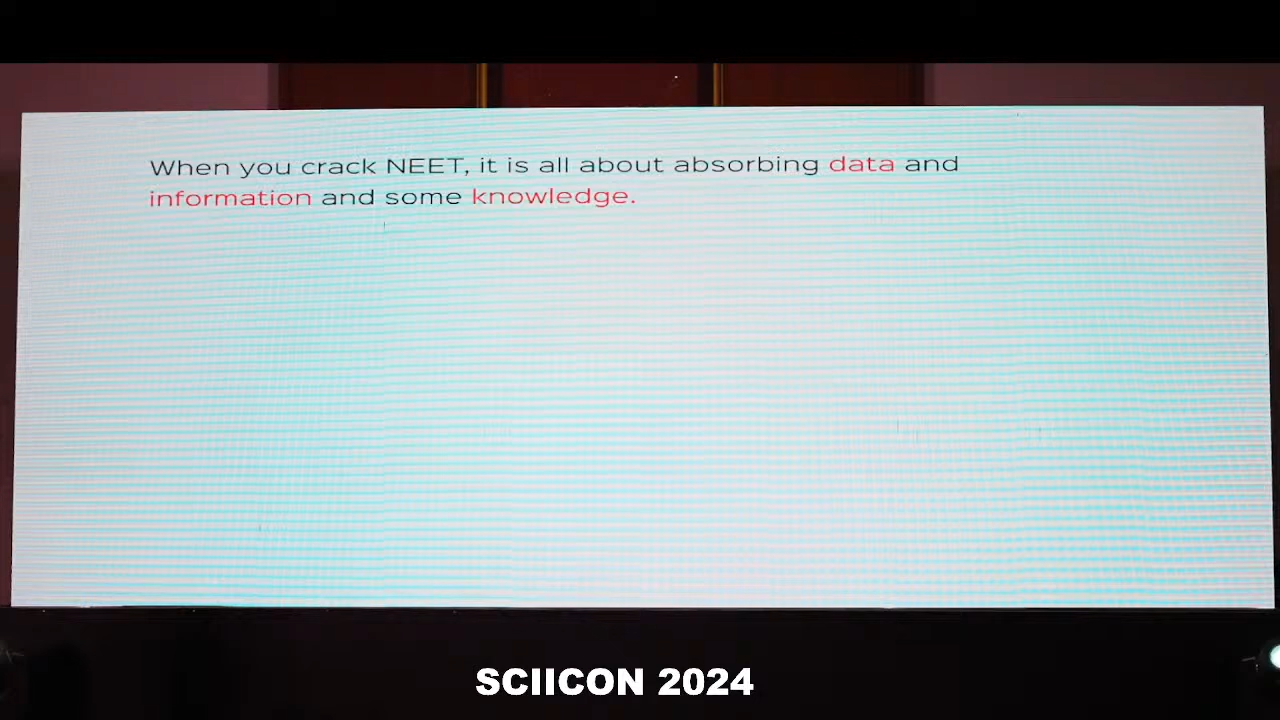 When you crack NEET, it is all about absorbing data and
information and some knowledge.
SCIICON 2024